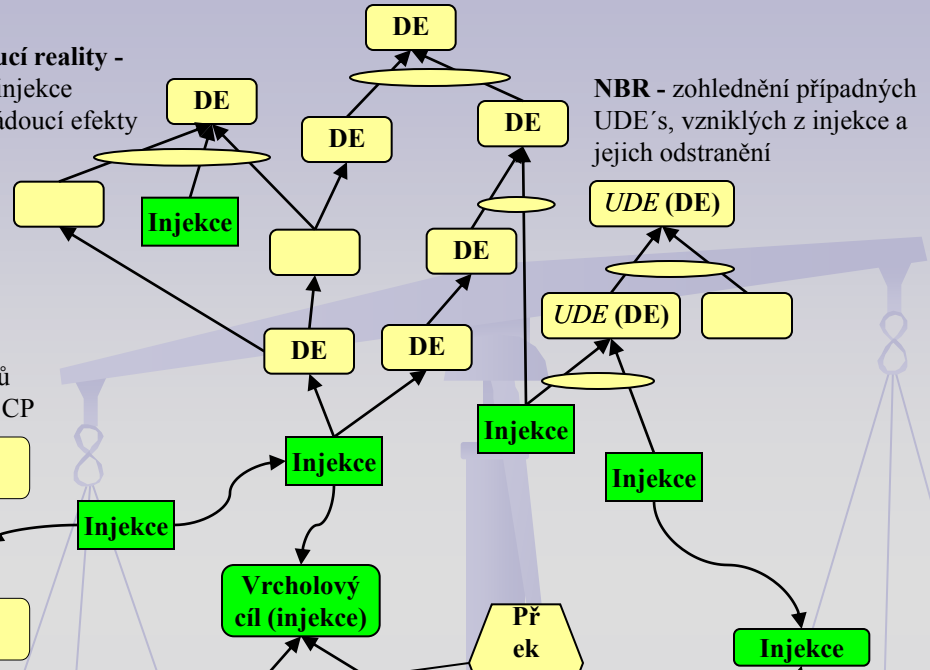 ucí reality -
injekce
ádoucí efekty
DE
DE
DE
DE
NBR - zohlednění případných
UDE´s, vzniklých z injekce a
jejich odstranění
Injekce
UDE (DE)
DE
UDE (DE)
DE
DE
ů
CP
Injekce
Injekce
Injekce
Injekce
Vrcholový
cíl (injekce)
Př
ek
Injekce